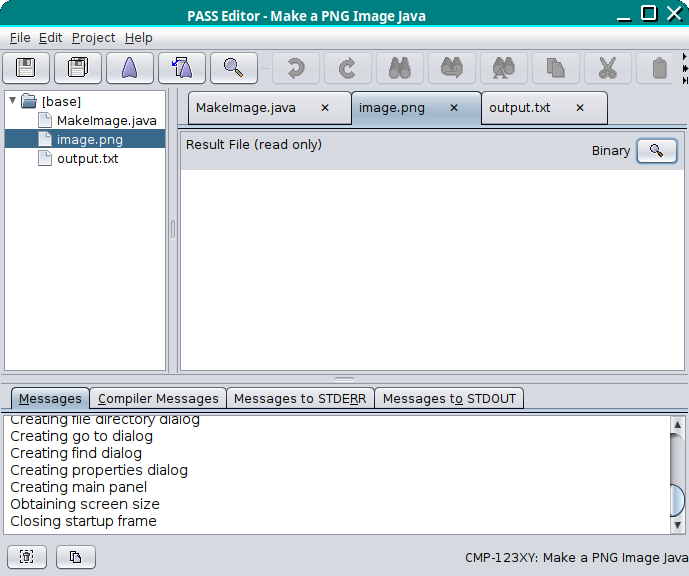 PASS Editor - Make a PNG Image Java
File Edit Project Help
[base]
MakeImage.java
image.png
output.txt
MakeImage.java × image.png × output.txt ×
Result File (read only)
Binary
Messages Compiler Messages Messages to STDERR Messages to STDOUT
Creating file directory dialog
Creating go to dialog
Creating find dialog
Creating properties dialog
Creating main panel
Obtaining screen size
Closing startup frame
CMP-123XY: Make a PNG Image Java